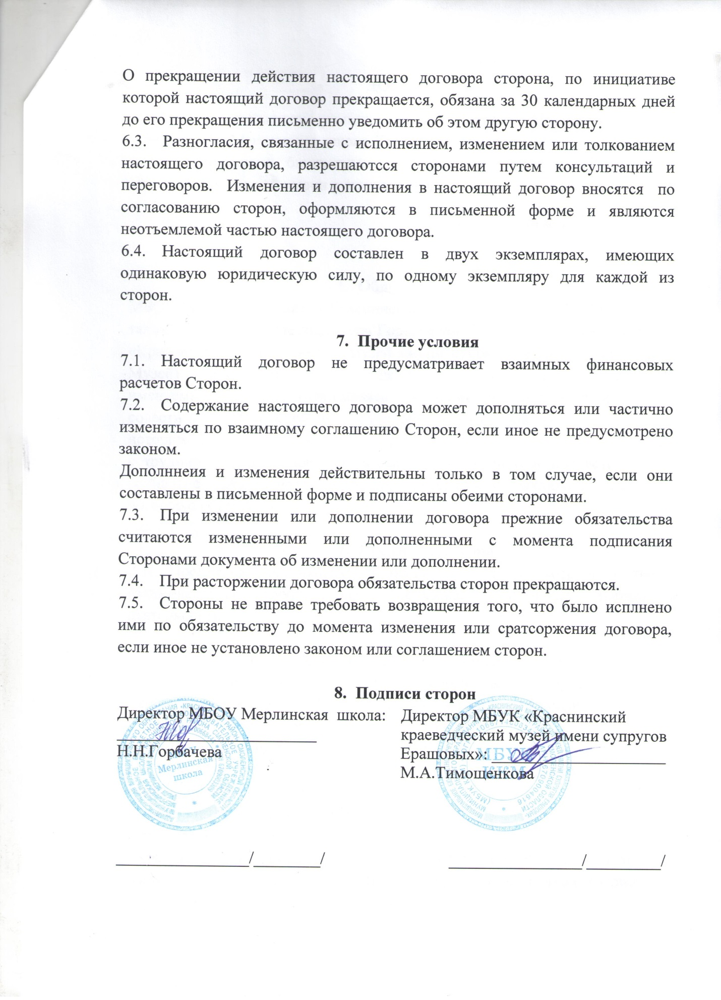 О прекращении действия настоящего договора сторона, по инициативе
которой настоящий договор прекращается, обязана за 30 календарных дней
до его прекращения письменно уведомить об этом другую сторону.
6.3. Разногласия, связанные с исполнением, изменением или толкованием
настоящего договора, разрешаютсся сторонами путем консультаций и
переговоров. Изменения и дополнения в настоящий договор вносятся по
согласованию сторон, оформляются в письменной форме и являются
неотъемлемой частью настоящего договора.
6.4. Настоящий договор составлен в двух экземплярах, имеющих
одинаковую юридическую силу, по одному экземпляру для каждой из
сторон.
7. Прочие условия
7.1. Настоящий договор не предусматривает взаимных финансовых
расчетов Сторон.
7.2. Содержание настоящего договора может дополняться или частично
изменяться по взаимному соглашению Сторон, если иное не предусмотрено
законом.
Дополннеия и изменения действительны только в том случае, если они
составлены в письменной форме и подписаны обеими сторонами.
7.3. При изменении или дополнении договора прежние обязательства
считаются измененными или дополненными с момента подписания
Сторонами документа об изменении или дополнении.
7.4. При расторжении договора обязательства сторон прекращаются.
7.5. Стороны не вправе требовать возвращения того, что было исплнено
ими по обязательству до момента изменения или сратсоржения договора,
если иное не установлено законом или соглашением сторон.
8. Подписи сторон
Директор МБОУ Мерлинская школа:
Н.Н.Горбачева
МБОУ
Мерлинская
школа
Директор МБУК «Краснинский
краеведческий музей имени супругов
Ерашовых»:
М.А.Тимощенкова
МБУК
ККМ